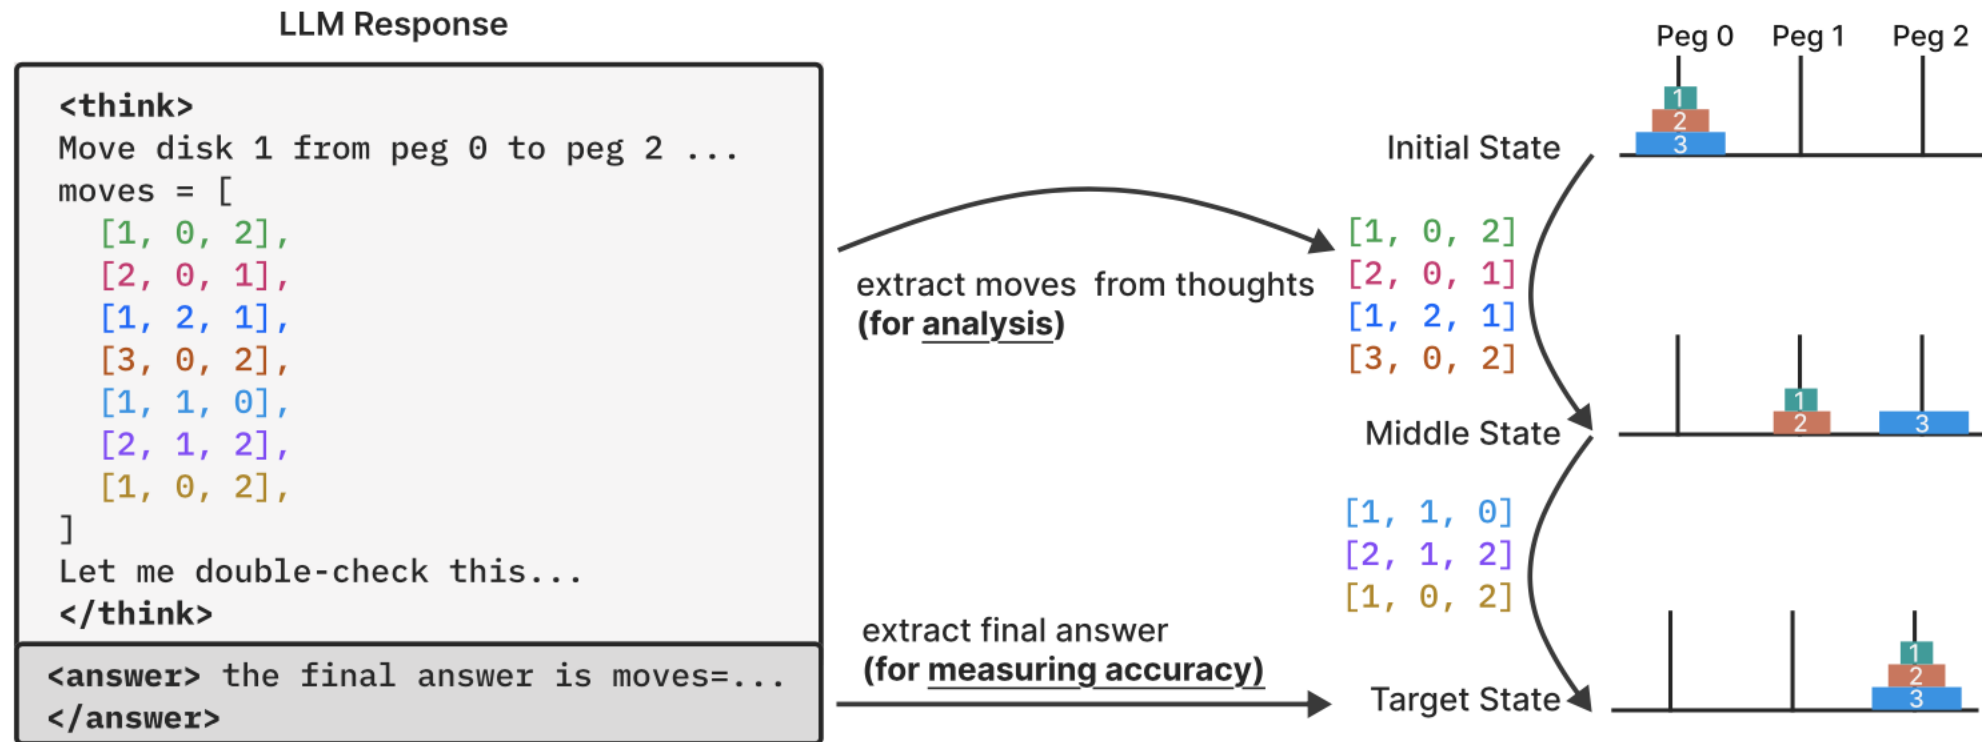 LLM Response
<think>
Move disk 1 from peg 0 to peg 2 ...
moves = [
[1, 0, 2],
[2, 0, 1],
[1, 2, 1],
[3, 0, 2],
[1, 1, 0],
[2, 1, 2],
[1, 0, 2],
]
Let me double-check this...
</think>
<answer> the final answer is moves=...
</answer>
extract moves from thoughts
(for analysis)
extract final answer
(for measuring accuracy)
Peg 0 Peg 1 Peg 2
1
2
3
Initial State
[1, 0, 2]
[2, 0, 1]
[1, 2, 1]
[3, 0, 2]
1
2 3
Middle State
[1, 1, 0]
[2, 1, 2]
[1, 0, 2]
1
2
3
Target State